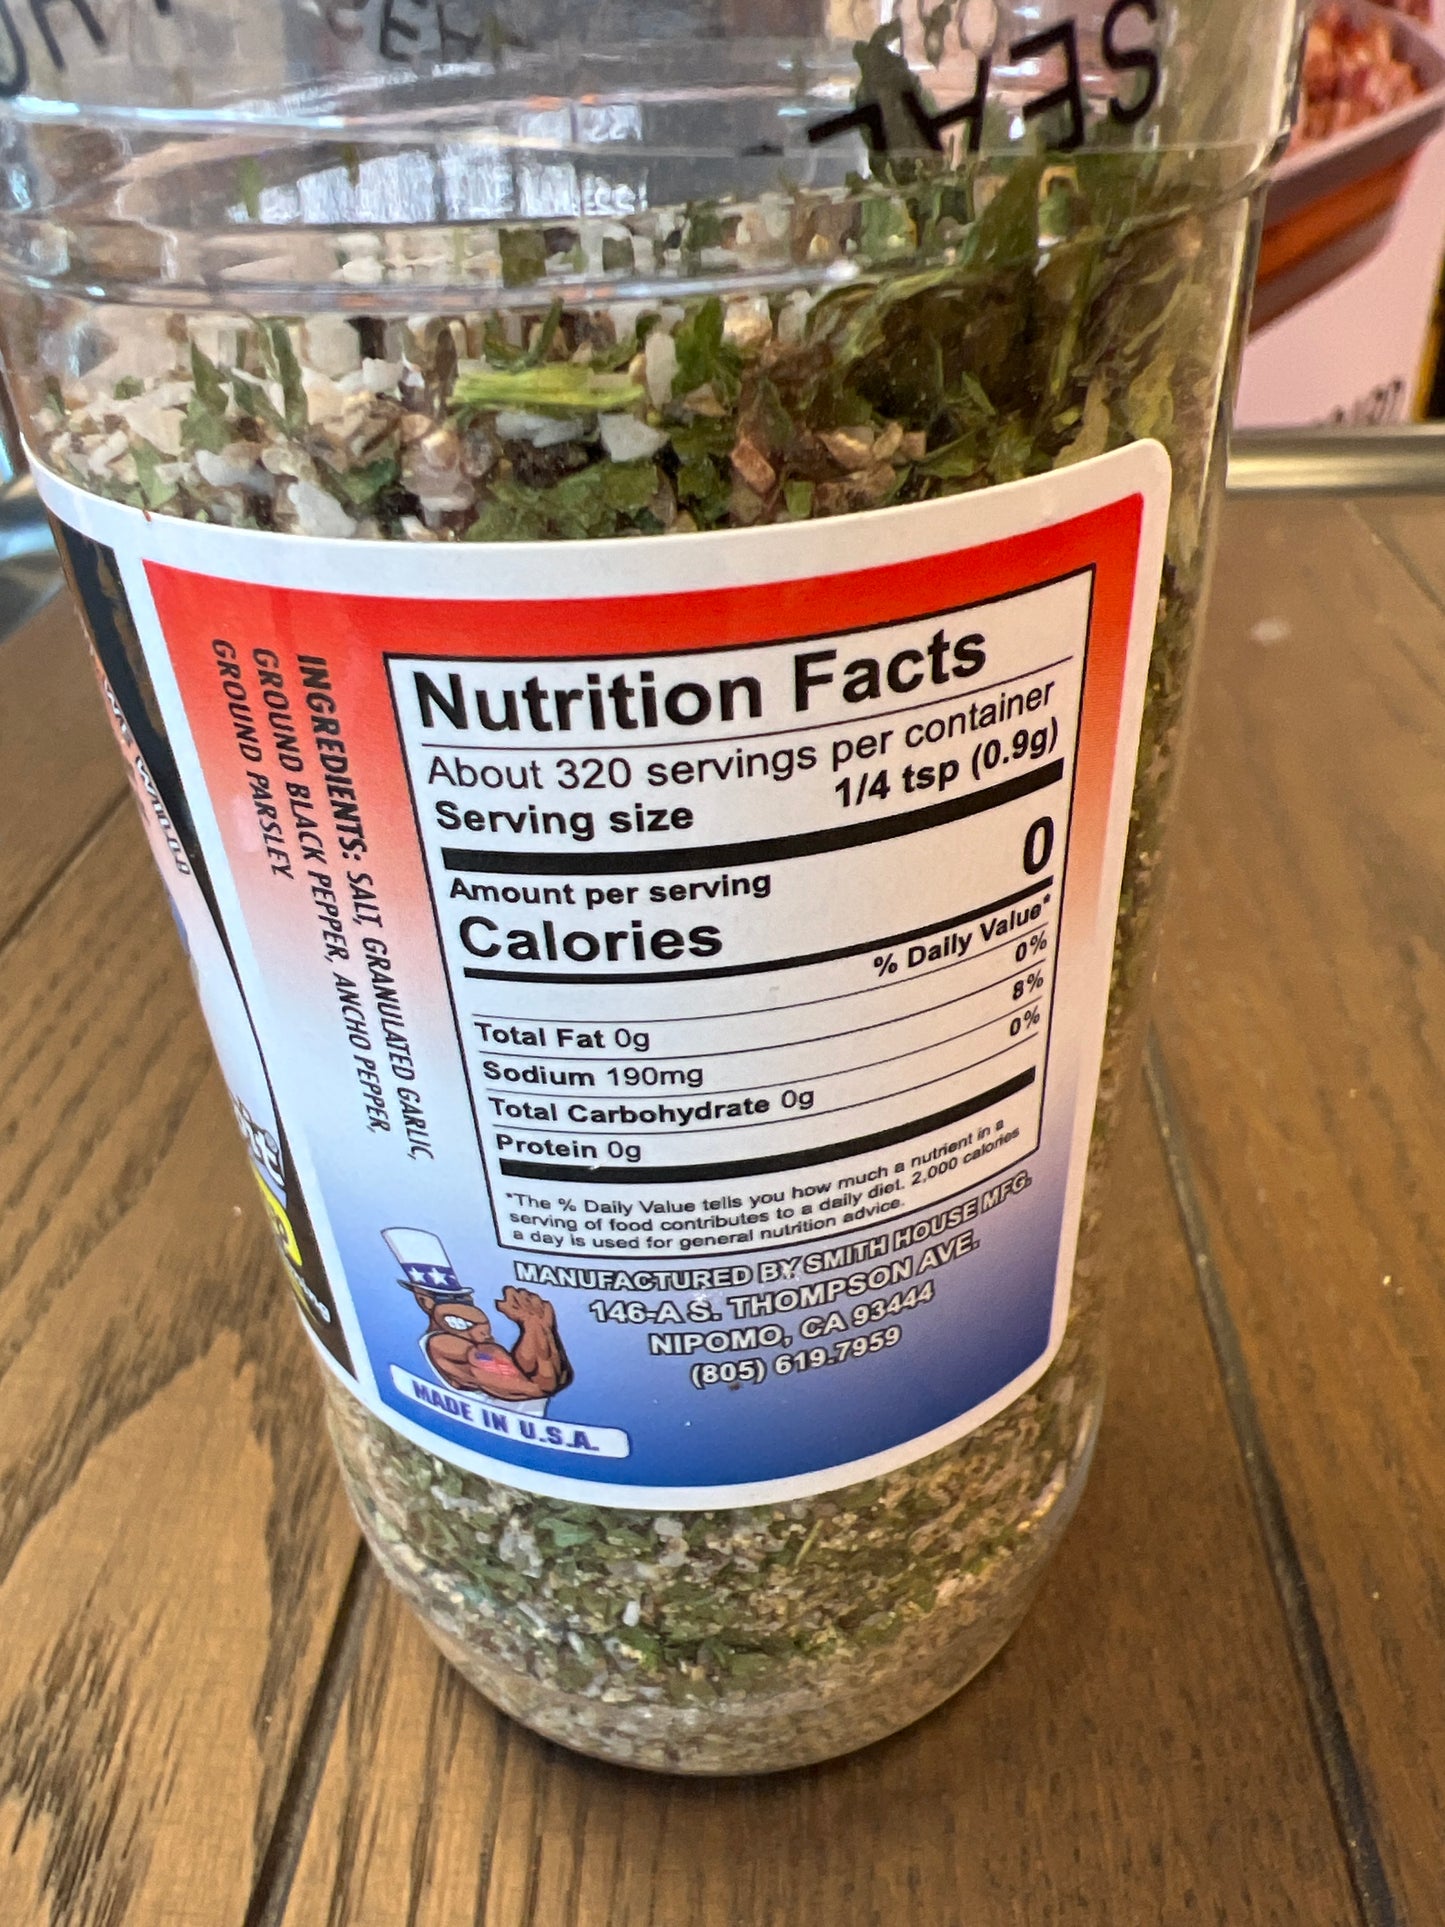 SEAL
INGREDIENTS: SALT, GRANULATED GARLIC,
GROUND BLACK PEPPER, ANCHO PEPPER,
GROUND PARSLEY
Nutrition Facts
About 320 servings per container
Serving size 1/4 tsp (0.9g)
Amount per serving
Calories 0
% Daily Value*
Total Fat 0g 0%
Sodium 190mg 8%
Total Carbohydrate 0g 0%
Protein 0g
*The % Daily Value tells you how much a nutrient in a
serving of food contributes to a daily diet. 2,000 calories
a day is used for general nutrition advice.
MANUFACTURED BY SMITH HOUSE MFG.
146-A S. THOMPSON AVE.
NIPOMO, CA 93444
(805) 619.7959
MADE IN U.S.A.